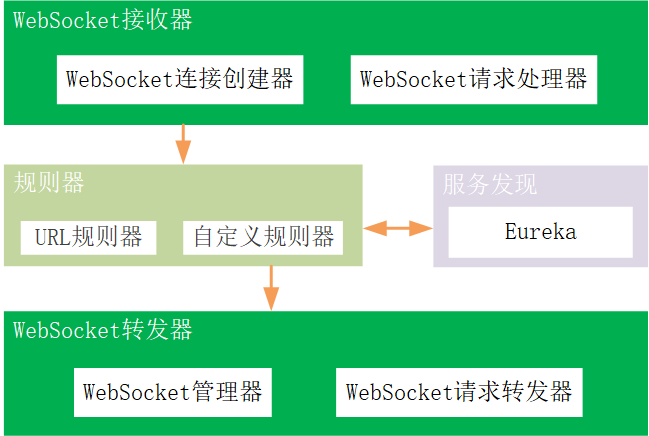 WebSocket接收器
WebSocket连接创建器
WebSocket请求处理器
规则器
URL规则器
自定义规则器
服务发现
Eureka
WebSocket转发器
WebSocket管理器
WebSocket请求转发器